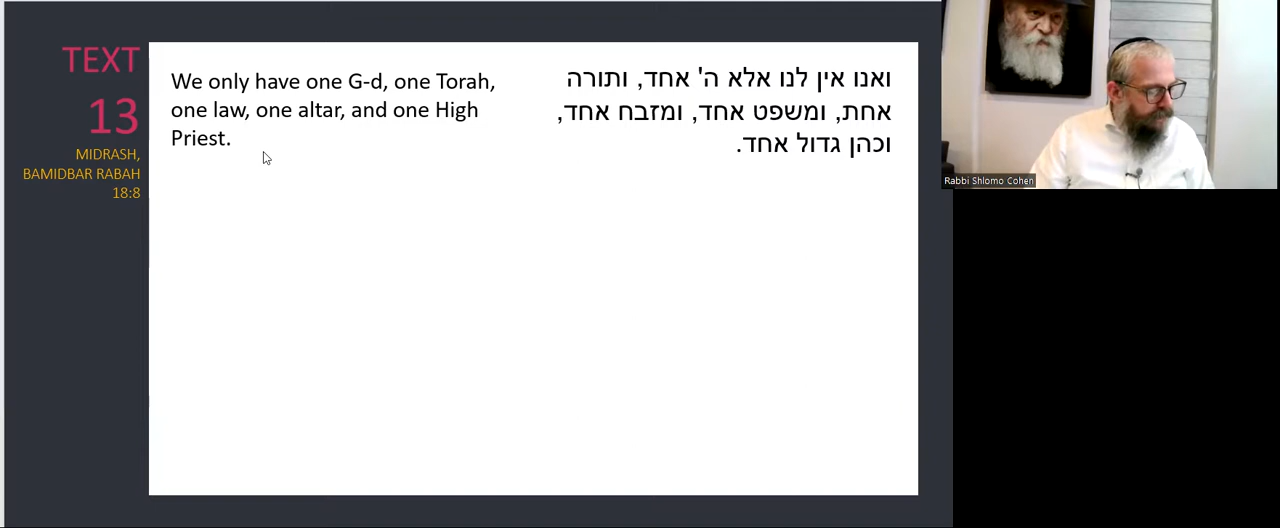 TEXT
13
MIDRASH,
BAMIDBAR RABAH
18:8
We only have one G-d, one Torah,
one law, one altar, and one High
Priest.
ואנו אין לנו אלא ה' אחד, ותורה
אחת, ומשפט אחד, ומזבח אחד,
וכהן גדול אחד.
Rabbi Shlomo Cohen